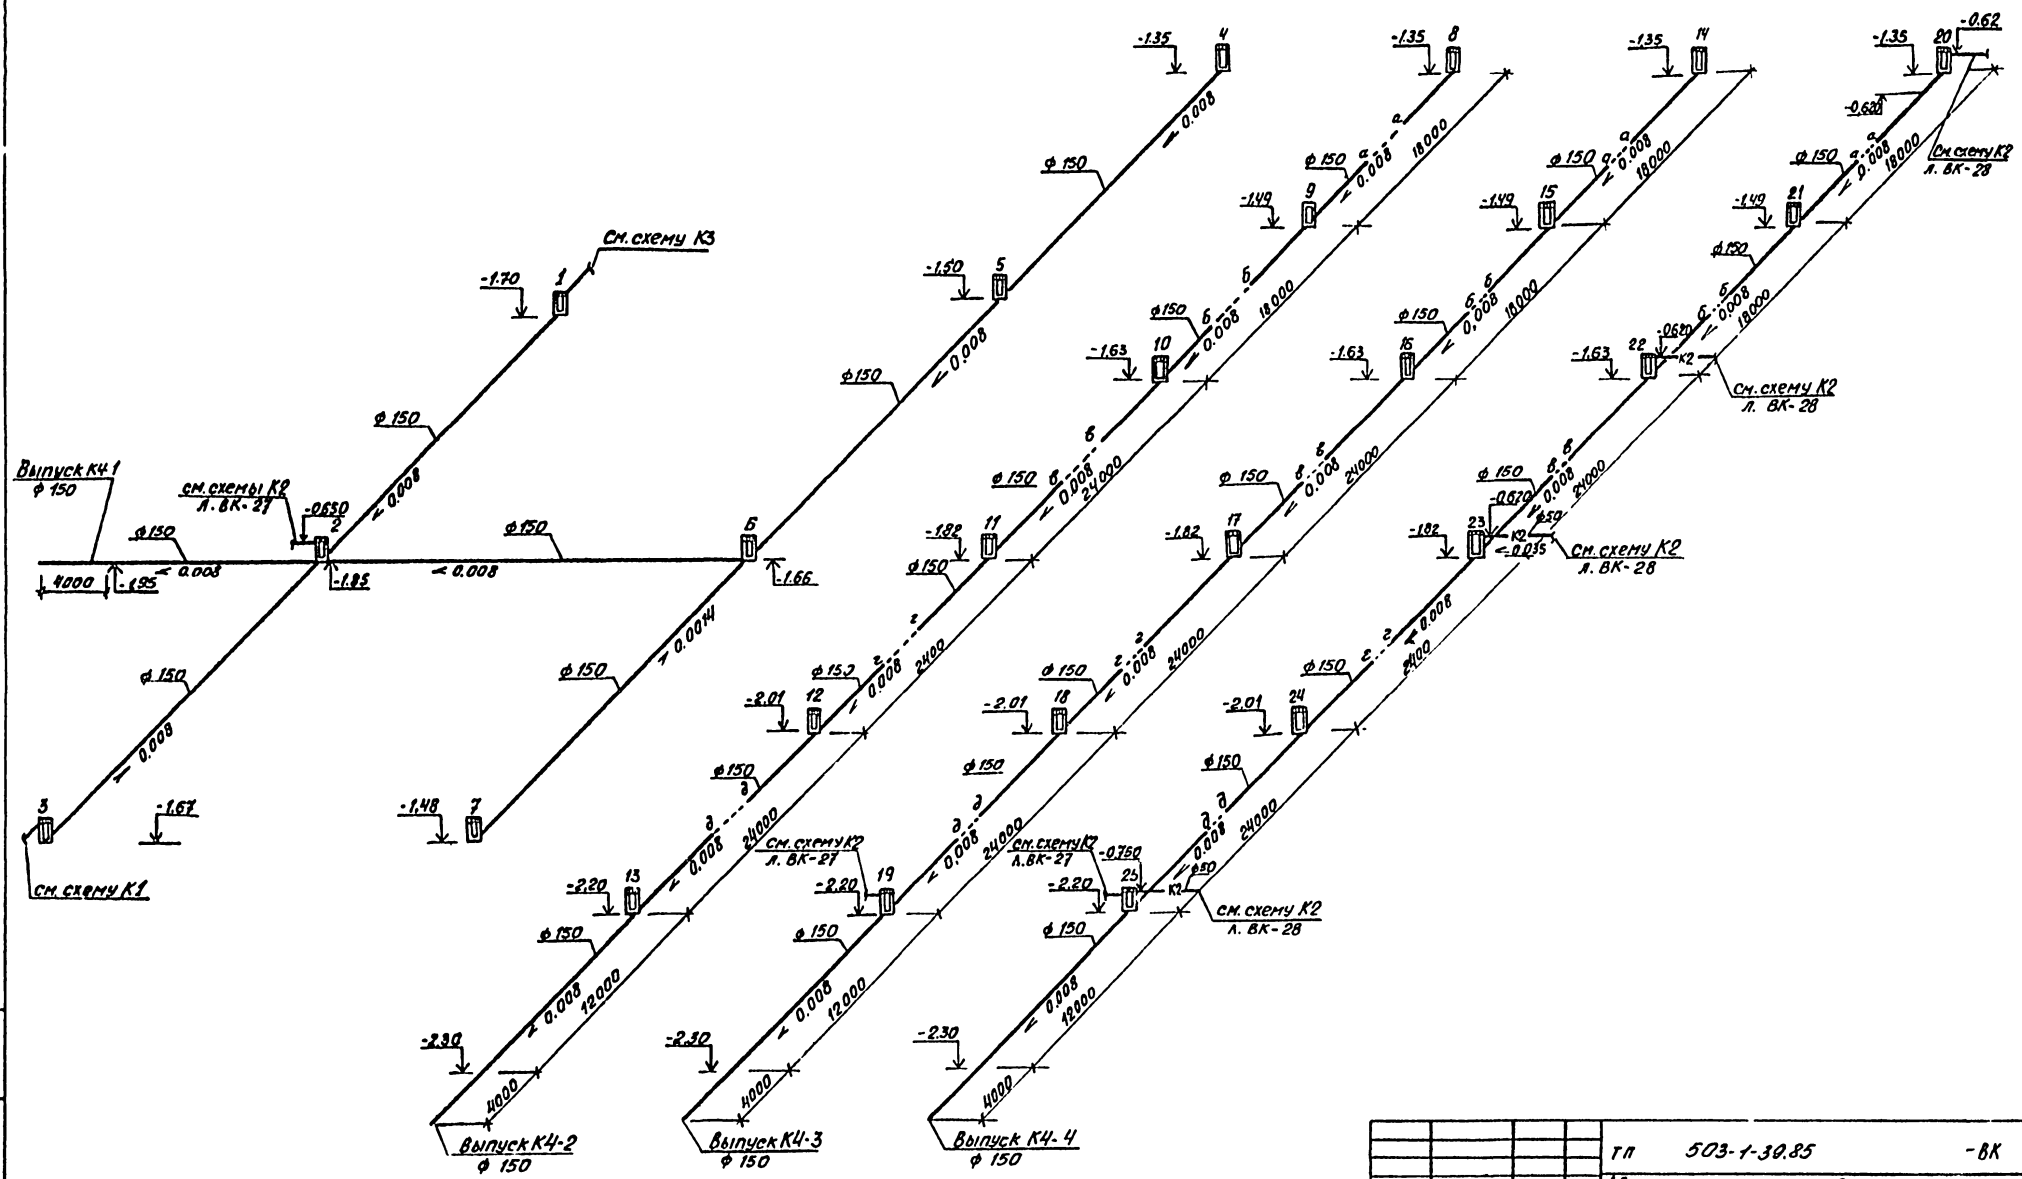 Выпуск К4-1
ф 150
см. схемы К2
Л. ВК-27
-0.650
2
ф150
< 0.008
4000
-1.95
-1.85
ф150
< 0.008
см. схему К3
1
-1.70
ф 150
0.008
ф 150
0.008
3
-1.67
см. схему К1
4
-1.35
0.008
ф 150
5
-1.50
0.008
ф150
6
-1.66
0.0014
ф 150
7
-1.48
8
-1.35
а
а
0.008
ф 150
18000
9
-1.49
б
б
0.008
ф150
18000
10
-1.63
в
в
0.008
ф 150
24000
11
-1.82
ф 150
г
г
0.008
ф 150
2400
12
-2.01
ф 150
д
д
0.008
24000
13
-2.20
ф 150
0.008
12000
-2.30
4000
Выпуск К4-2
ф 150
14
-1.35
а
а
0.008
ф 150
18000
15
-1.49
б
б
0,008
ф 150
18000
16
-1.63
в
в
0.008
ф 150
24000
17
-1.82
г
г
0.008
ф 150
24000
18
-2.01
ф 150
д
д
0,008
24000
см. схему К2
Л. ВК-27
19
-2.20
ф 150
0.008
12000
-2.30
4000
Выпуск К4-3
ф 150
20
-1.35
-0.62
-0.620
см. схему К2
Л. ВК-28
а
а
0.008
ф 150
18000
21
-1.49
ф 150
б
б
0.008
18000
22
-1.63
-0.620
К2
см. схему К2
Л. ВК-28
в
в
0.008
ф 150
24000
23
-1.82
-0.620
ф50
К2
0.035
см. схему К2
Л. ВК-28
0.008
г
г
2400
ф 150
24
-2.01
ф 150
д
д
0.008
24000
см. схему К2
Л. ВК-27
-0.750
25
-2.20
К2
ф50
см. схему К2
Л. ВК-28
ф 150
0.008
12000
-2.30
4000
Выпуск К4-4
ф 150
тп 503-1-39.85 -ВК